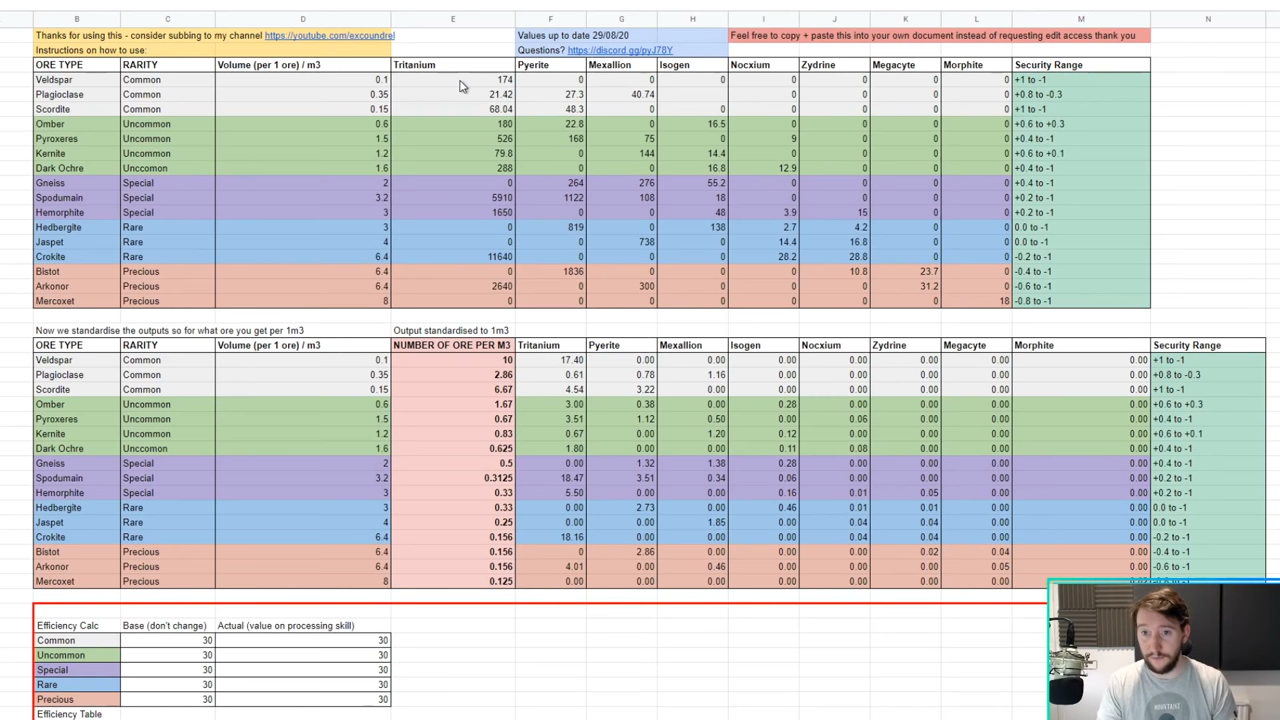 B C D E F G H I J K L M N
Thanks for using this - consider subbing to my channel https://youtube.com/excoundrel Values up to date 29/08/20 Feel free to copy + paste this into your own document instead of requesting edit access thank you
Instructions on how to use: Questions? https://discord.gg/pyJ78Y
ORE TYPE RARITY Volume (per 1 ore) / m3 Tritanium Pyerite Mexallion Isogen Nocxium Zydrine Megacyte Morphite Security Range
Veldspar Common 0.1 174 0 0 0 0 0 0 0 +1 to -1
Plagioclase Common 0.35 21.42 27.3 40.74 0 0 0 0 +0.8 to -0.3
Scordite Common 0.15 68.04 48.3 0 0 0 0 +1 to -1
Omber Uncommon 0.6 180 22.8 0 16.5 0 0 0 0 +0.6 to +0.3
Pyroxeres Uncommon 1.5 526 168 75 0 9 0 0 0 +0.4 to -1
Kernite Uncommon 1.2 79.8 0 144 14.4 0 0 0 0 +0.6 to +0.1
Dark Ochre Unccomon 1.6 288 0 0 16.8 12.9 0 0 0 +0.4 to -1
Gneiss Special 2 0 264 276 55.2 0 0 0 0 +0.4 to -1
Spodumain Special 3.2 5910 1122 108 18 0 0 0 0 +0.2 to -1
Hemorphite Special 3 1650 0 0 48 3.9 15 0 0 +0.2 to -1
Hedbergite Rare 3 0 819 0 138 2.7 4.2 0 0 0.0 to -1
Jaspet Rare 4 0 0 738 0 14.4 16.8 0 0 0.0 to -1
Crokite Rare 6.4 11640 0 0 0 28.2 28.8 0 0 -0.2 to -1
Bistot Precious 6.4 0 1836 0 0 0 10.8 23.7 0 -0.4 to -1
Arkonor Precious 6.4 2640 0 300 0 0 0 31.2 0 -0.6 to -1
Mercoxet Precious 8 0 0 0 0 0 0 0 18 -0.8 to -1
Now we standardise the outputs so for what ore you get per 1m3 Output standardised to 1m3
ORE TYPE RARITY Volume (per 1 ore) / m3 NUMBER OF ORE PER M3 Tritanium Pyerite Mexallion Isogen Nocxium Zydrine Megacyte Morphite Security Range
Veldspar Common 0.1 10 17.40 0.00 0.00 0.00 0.00 0.00 0.00 0.00 +1 to -1
Plagioclase Common 0.35 2.86 0.61 0.78 1.16 0.00 0.00 0.00 0.00 0.00 +0.8 to -0.3
Scordite Common 0.15 6.67 4.54 3.22 0.00 0.00 0.00 0.00 0.00 0.00 +1 to -1
Omber Uncommon 0.6 1.67 3.00 0.38 0.00 0.28 0.00 0.00 0.00 0.00 +0.6 to +0.3
Pyroxeres Uncommon 1.5 0.67 3.51 1.12 0.50 0.00 0.06 0.00 0.00 0.00 +0.4 to -1
Kernite Uncommon 1.2 0.83 0.67 0.00 1.20 0.12 0.00 0.00 0.00 0.00 +0.6 to +0.1
Dark Ochre Unccomon 1.6 0.625 1.80 0.00 0.00 0.11 0.08 0.00 0.00 0.00 +0.4 to -1
Gneiss Special 2 0.5 0.00 1.32 1.38 0.28 0.00 0.00 0.00 0.00 +0.4 to -1
Spodumain Special 3.2 0.3125 18.47 3.51 0.34 0.06 0.00 0.00 0.00 0.00 +0.2 to -1
Hemorphite Special 3 0.33 5.50 0.00 0.00 0.16 0.01 0.05 0.00 0.00 +0.2 to -1
Hedbergite Rare 3 0.33 0.00 2.73 0.00 0.46 0.01 0.01 0.00 0.00 0.0 to -1
Jaspet Rare 4 0.25 0.00 0.00 1.85 0.00 0.04 0.04 0.00 0.00 0.0 to -1
Crokite Rare 6.4 0.156 18.16 0.00 0.00 0.00 0.04 0.04 0.00 0.00 -0.2 to -1
Bistot Precious 6.4 0.156 0 2.86 0.00 0.00 0.00 0.02 0.04 0.00 -0.4 to -1
Arkonor Precious 6.4 0.156 4.01 0.00 0.46 0.00 0.00 0.00 0.05 0.00 -0.6 to -1
Mercoxet Precious 8 0.125 0.00 0.00 0.00 0.00 0.00 0.00 0.00
Efficiency Calc Base (don't change) Actual (value on processing skill)
Common 30 30
Uncommon 30 30
Special 30 30
Rare 30 30
Precious 30 30
Efficiency Table